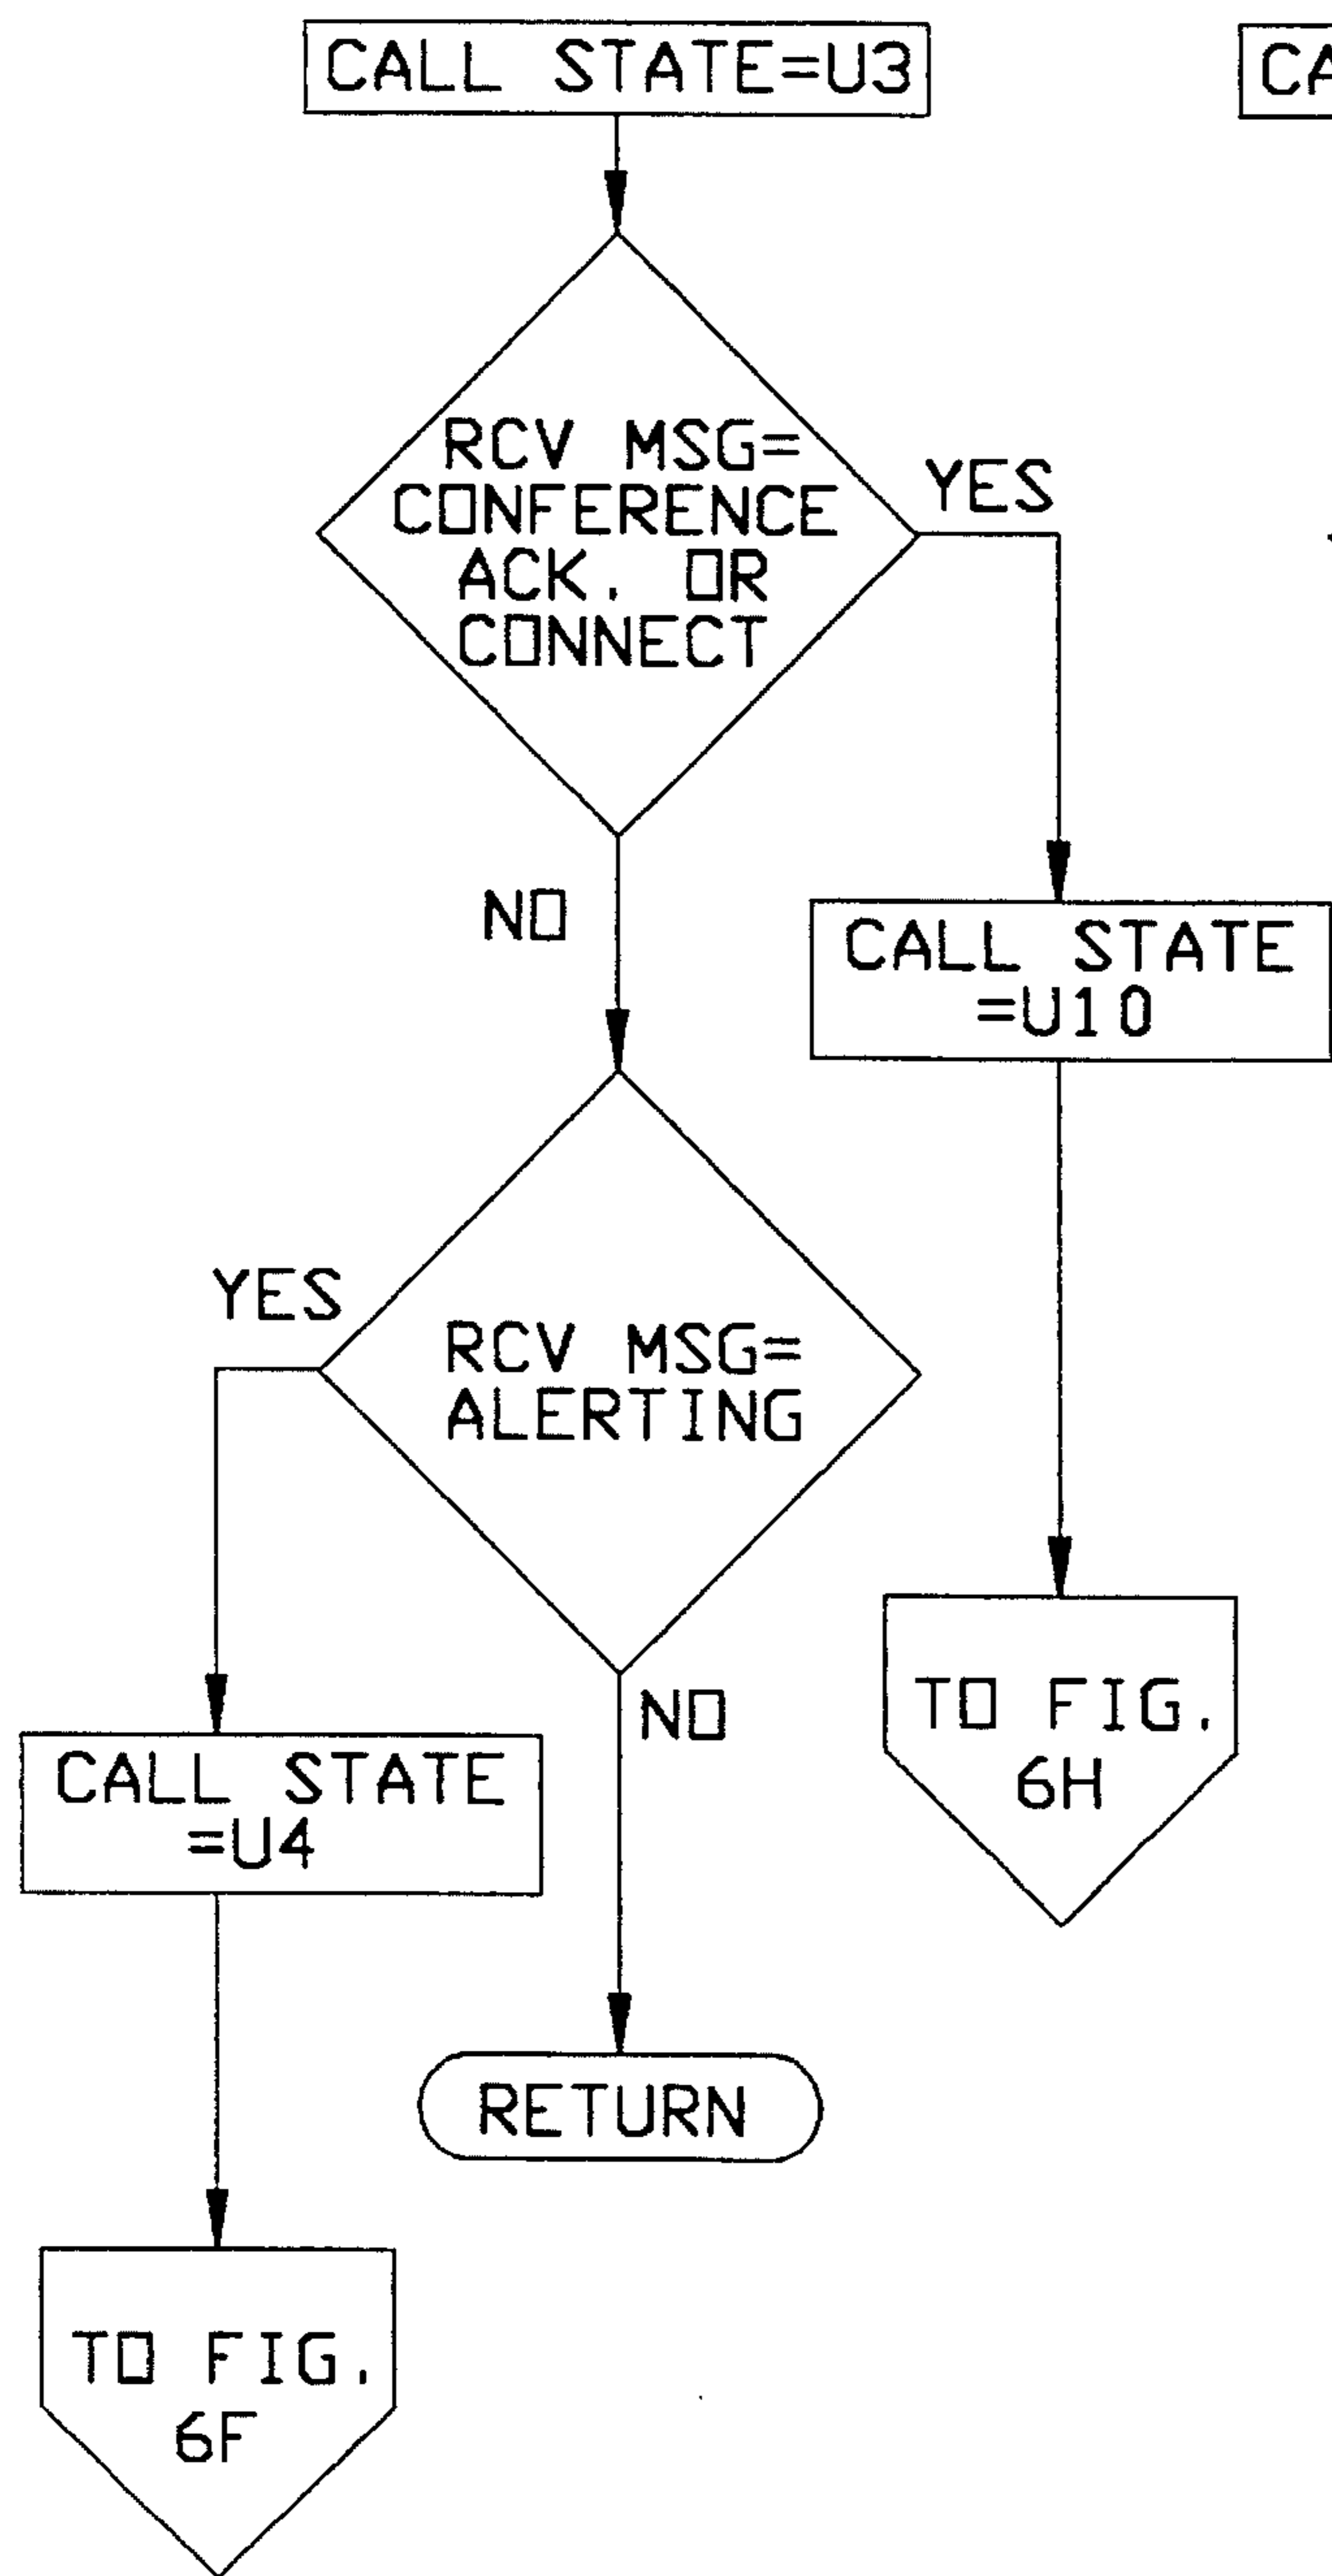 CALL STATE=U3
CA
RCV MSG=
CONFERENCE
ACK. OR
CONNECT
YES
NO
CALL STATE
=U10
YES
RCV MSG=
ALERTING
NO
TO FIG.
6H
CALL STATE
=U4
RETURN
TO FIG.
6F